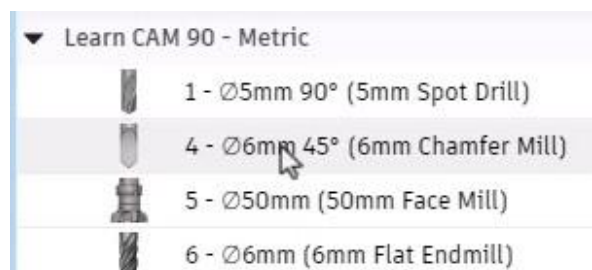 Learn CAM 90 - Metric
1 - ∅5mm 90° (5mm Spot Drill)
4 - ∅6mm 45° (6mm Chamfer Mill)
5 - ∅50mm (50mm Face Mill)
6 - ∅6mm (6mm Flat Endmill)